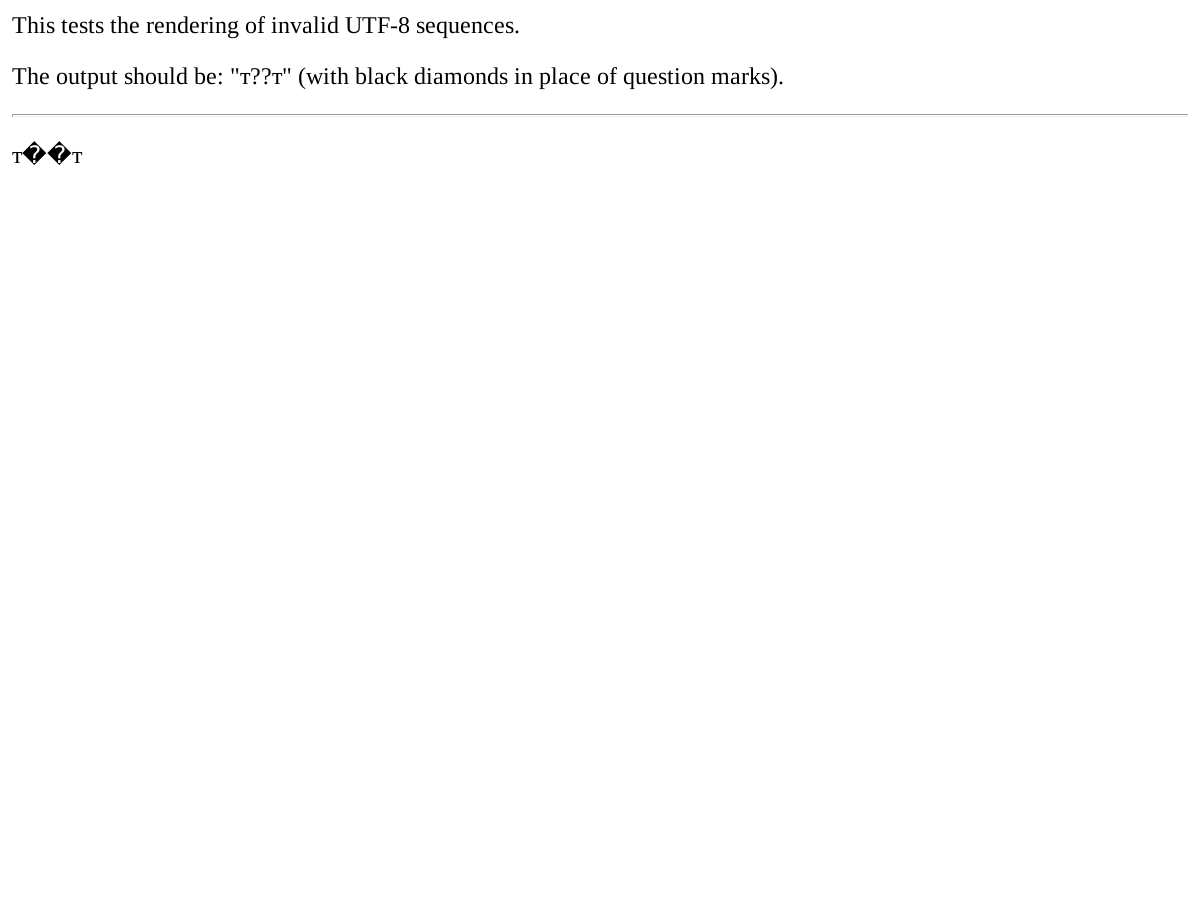 This tests the rendering of invalid UTF-8 sequences.
The output should be: "т??т" (with black diamonds in place of question marks).
т��т